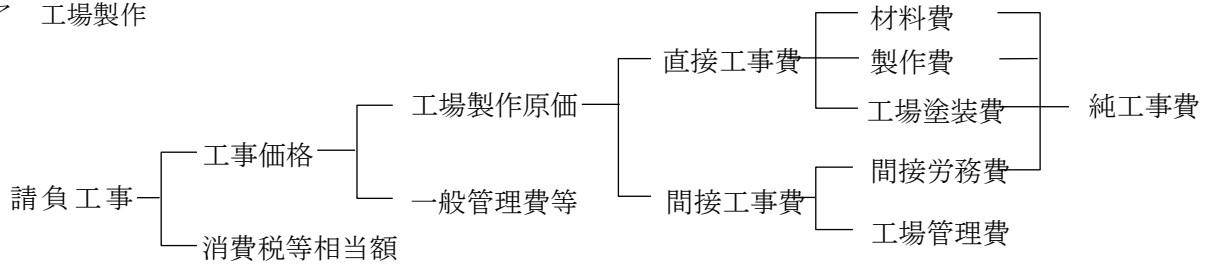 工場製作
材料費
直接工事費
製作費
工場製作原価
工場塗装費
純工事費
工事価格
間接労務費
請負工事
一般管理費等
間接工事費
工場管理費
消費税等相当額